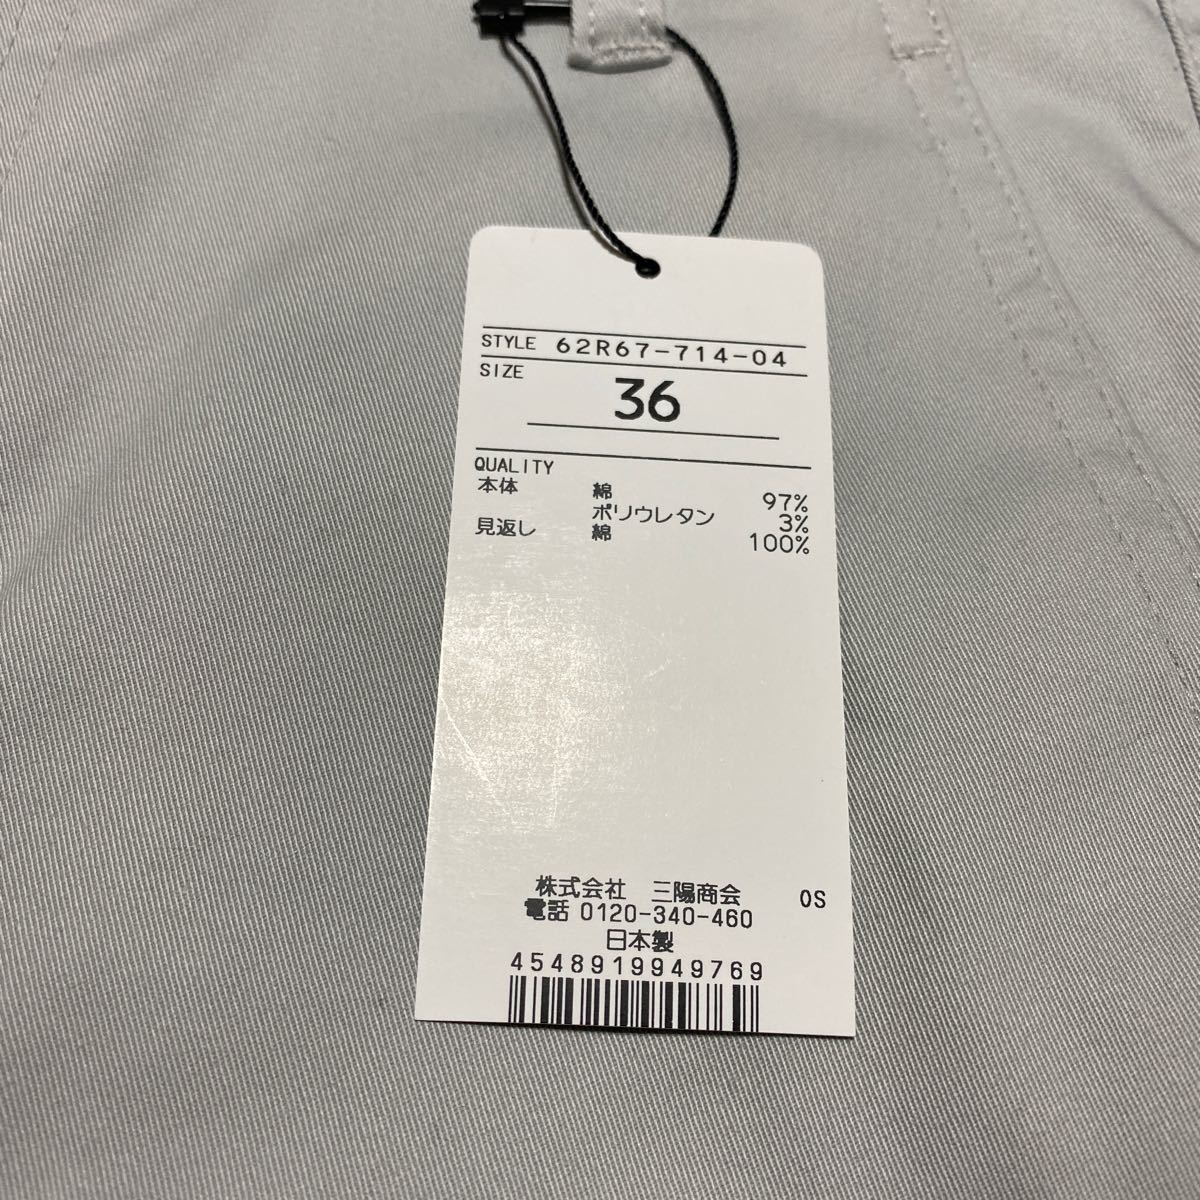 STYLE 62R67-714-04
SIZE 36
QUALITY
本体 綿 97%
ポリウレタン 3%
見返し 綿 100%
株式会社 三陽商会 OS
電話 0120-340-460
日本製
4548919949769